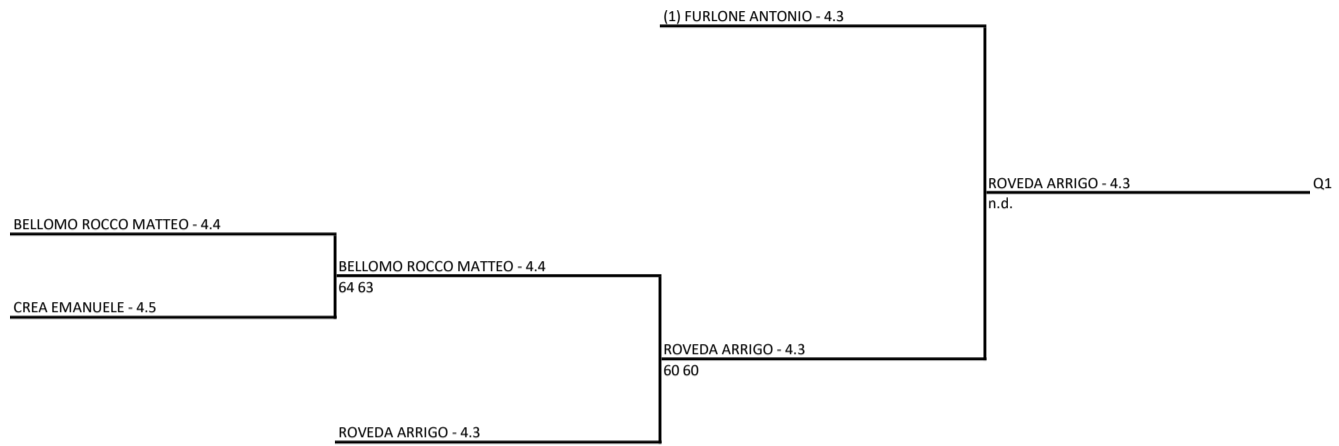 (1) FURLONE ANTONIO - 4.3
ROVEDA ARRIGO - 4.3
Q1
n.d.
BELLOMO ROCCO MATTEO - 4.4
BELLOMO ROCCO MATTEO - 4.4
64 63
CREA EMANUELE - 4.5
ROVEDA ARRIGO - 4.3
60 60
ROVEDA ARRIGO - 4.3